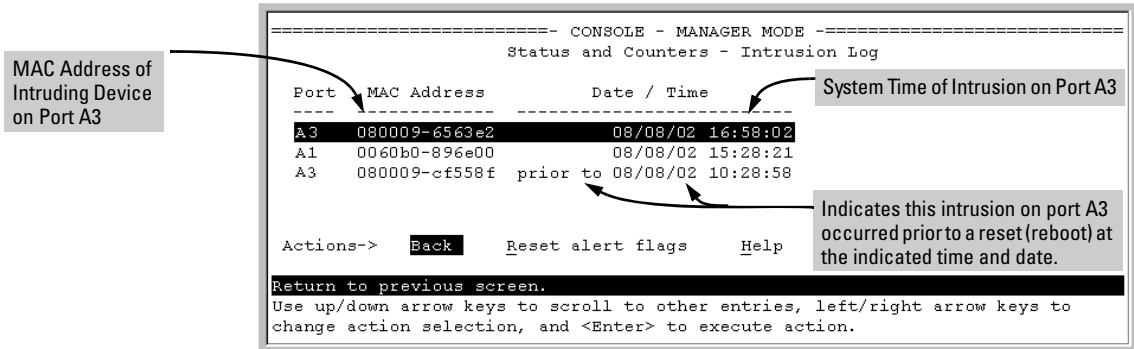 ==========================- CONSOLE - MANAGER MODE -============================
Status and Counters - Intrusion Log
MAC Address of
Intruding Device
on Port A3
System Time of Intrusion on Port A3
Port MAC Address Date / Time
---- ------------- --------------------------
A3 080009-6563e2 08/08/02 16:58:02
A1 0060b0-896e00 08/08/02 15:28:21
A3 080009-cf558f prior to 08/08/02 10:28:58
Indicates this intrusion on port A3
occurred prior to a reset (reboot) at
the indicated time and date.
Actions-> Back Reset alert flags Help
Return to previous screen.
Use up/down arrow keys to scroll to other entries, left/right arrow keys to
change action selection, and <Enter> to execute action.